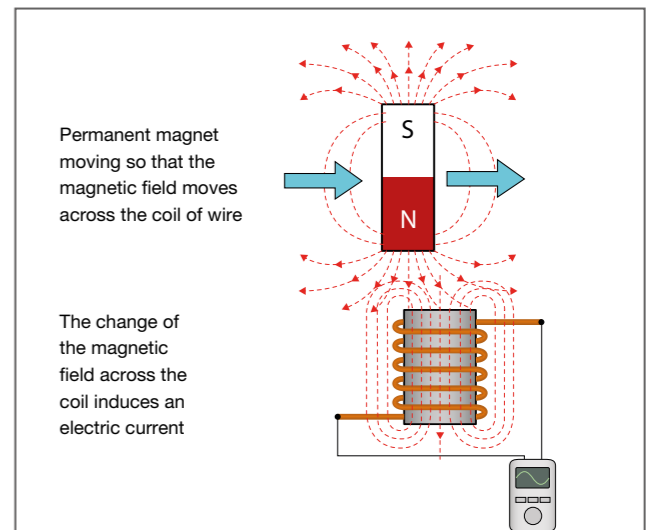 Permanent magnet
moving so that the
magnetic field moves
across the coil of wire
S
N
The change of
the magnetic
field across the
coil induces an
electric current